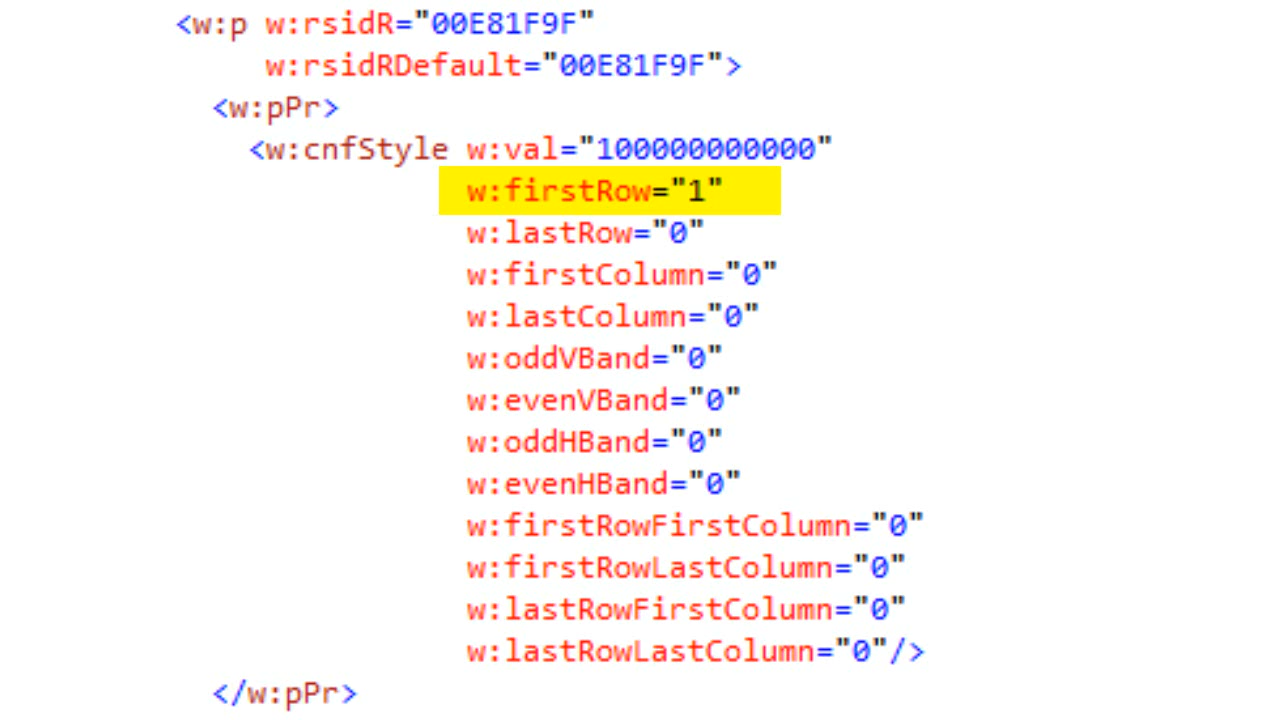 <w:p w:rsidR="00E81F9F"
w:rsidRDefault="00E81F9F">
<w:pPr>
<w:cnfStyle w:val="100000000000"
w:firstRow="1"
w:lastRow="0"
w:firstColumn="0"
w:lastColumn="0"
w:oddVBand="0"
w:evenVBand="0"
w:oddHBand="0"
w:evenHBand="0"
w:firstRowFirstColumn="0"
w:firstRowLastColumn="0"
w:lastRowFirstColumn="0"
w:lastRowLastColumn="0"/>
</w:pPr>